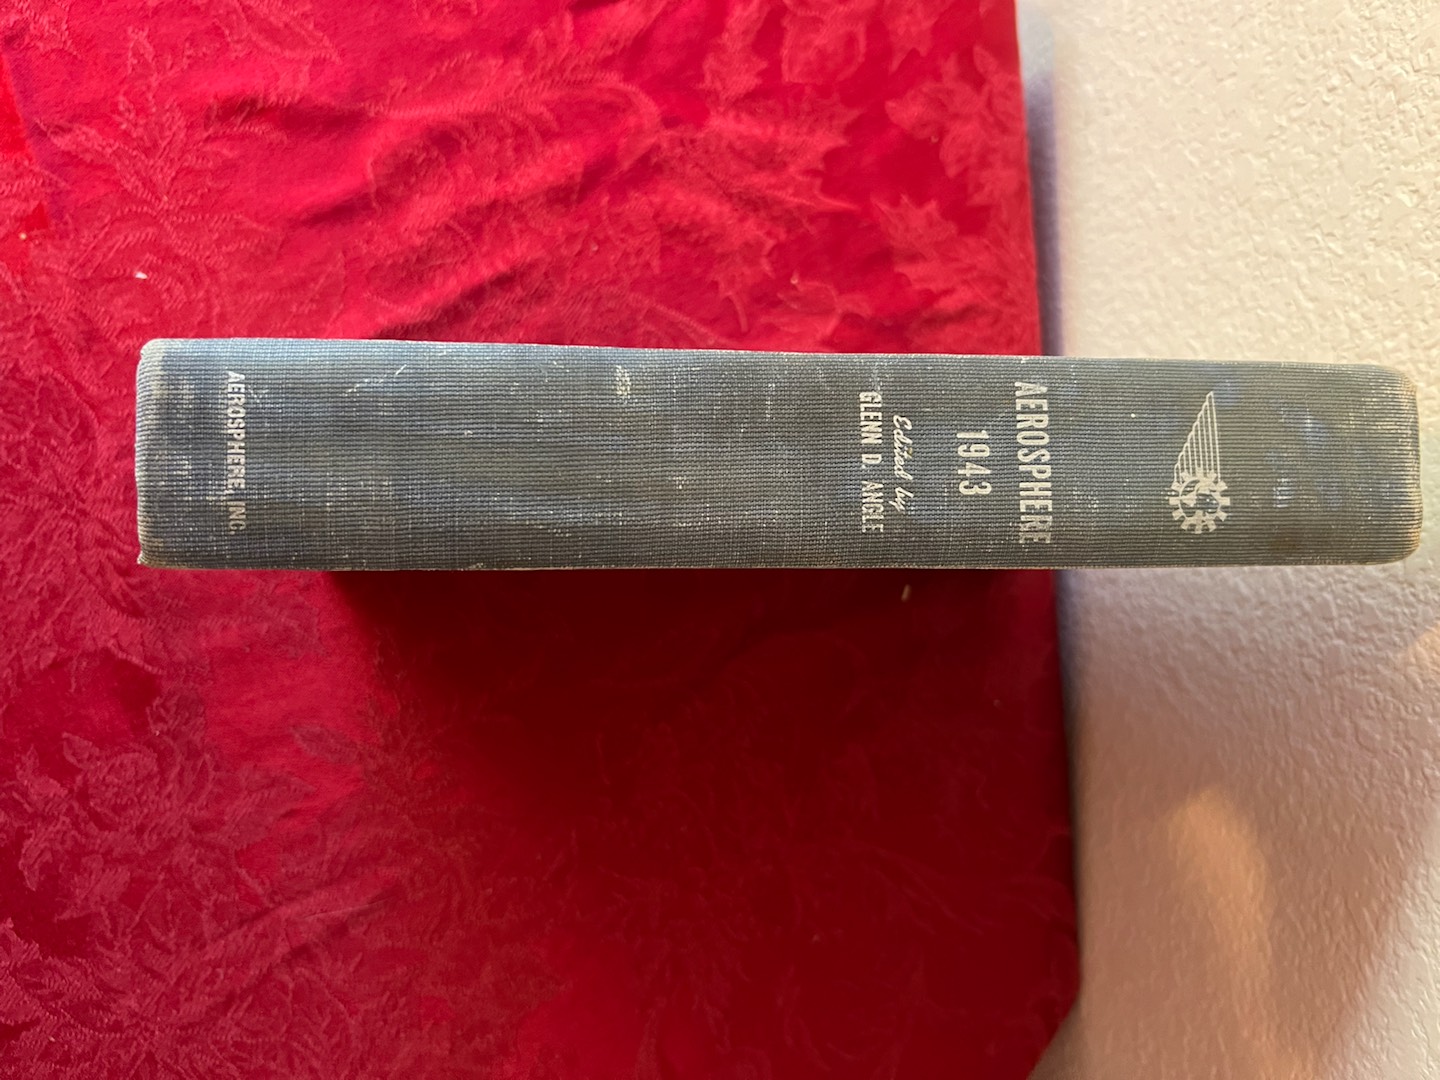 AEROSPHERE
1943
Edited by
GLENN D. ANGLE
AEROSPHERE, INC.